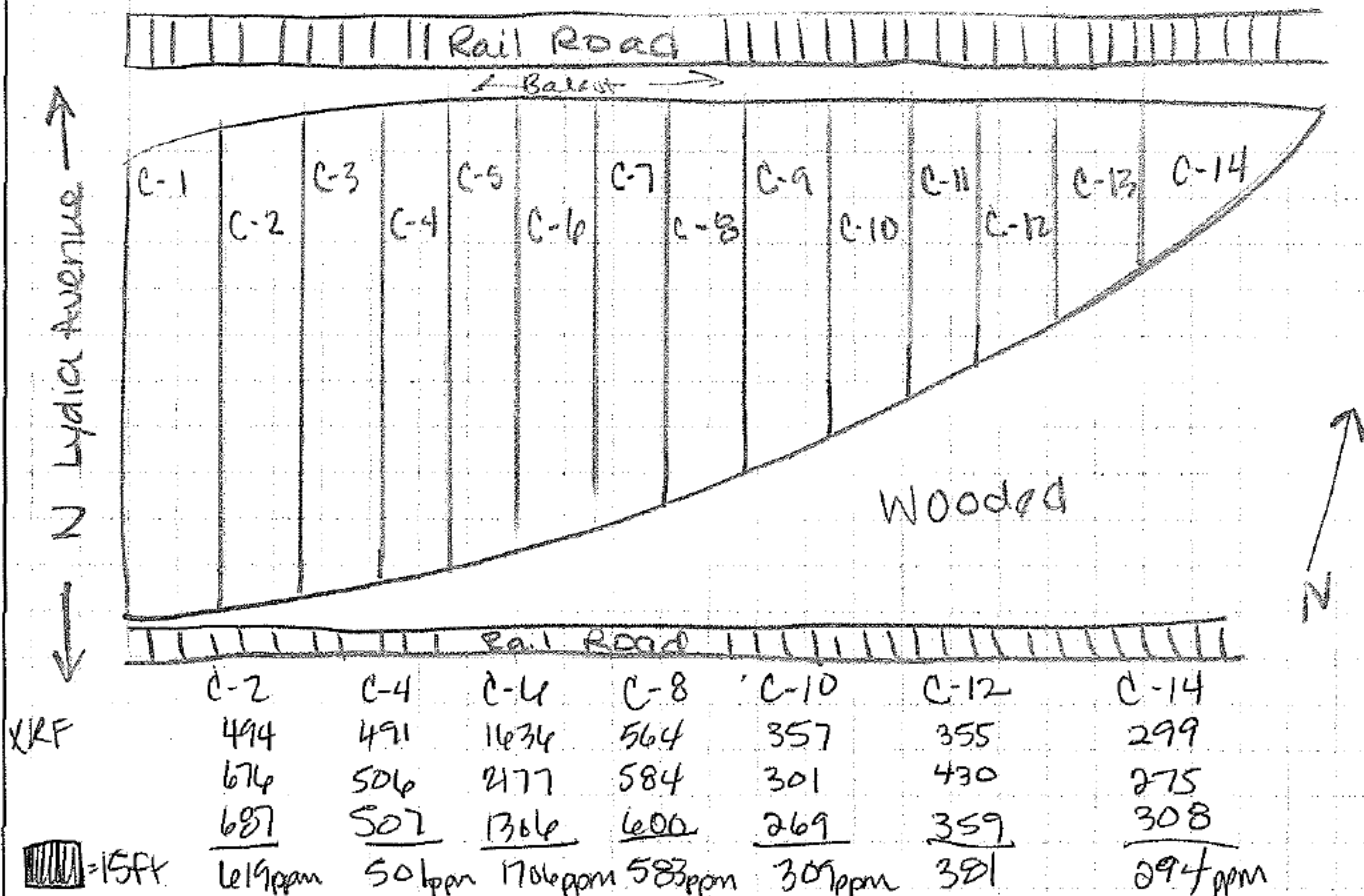 Rail Road
Balast
C-1 C-3 C-5 C-7 C-9 C-11 C-13 C-14
C-2 C-4 C-6 C-8 C-10 C-12
N Lydia Avenue
Wooded
N
Rail Road
C-2 C-4 C-6 C-8 C-10 C-12 C-14
XRF 494 491 1636 564 357 355 299
676 506 2177 584 301 430 275
687 507 1306 600 269 359 308
=15ft 619ppm 501ppm 1706ppm 583ppm 309ppm 381 294ppm